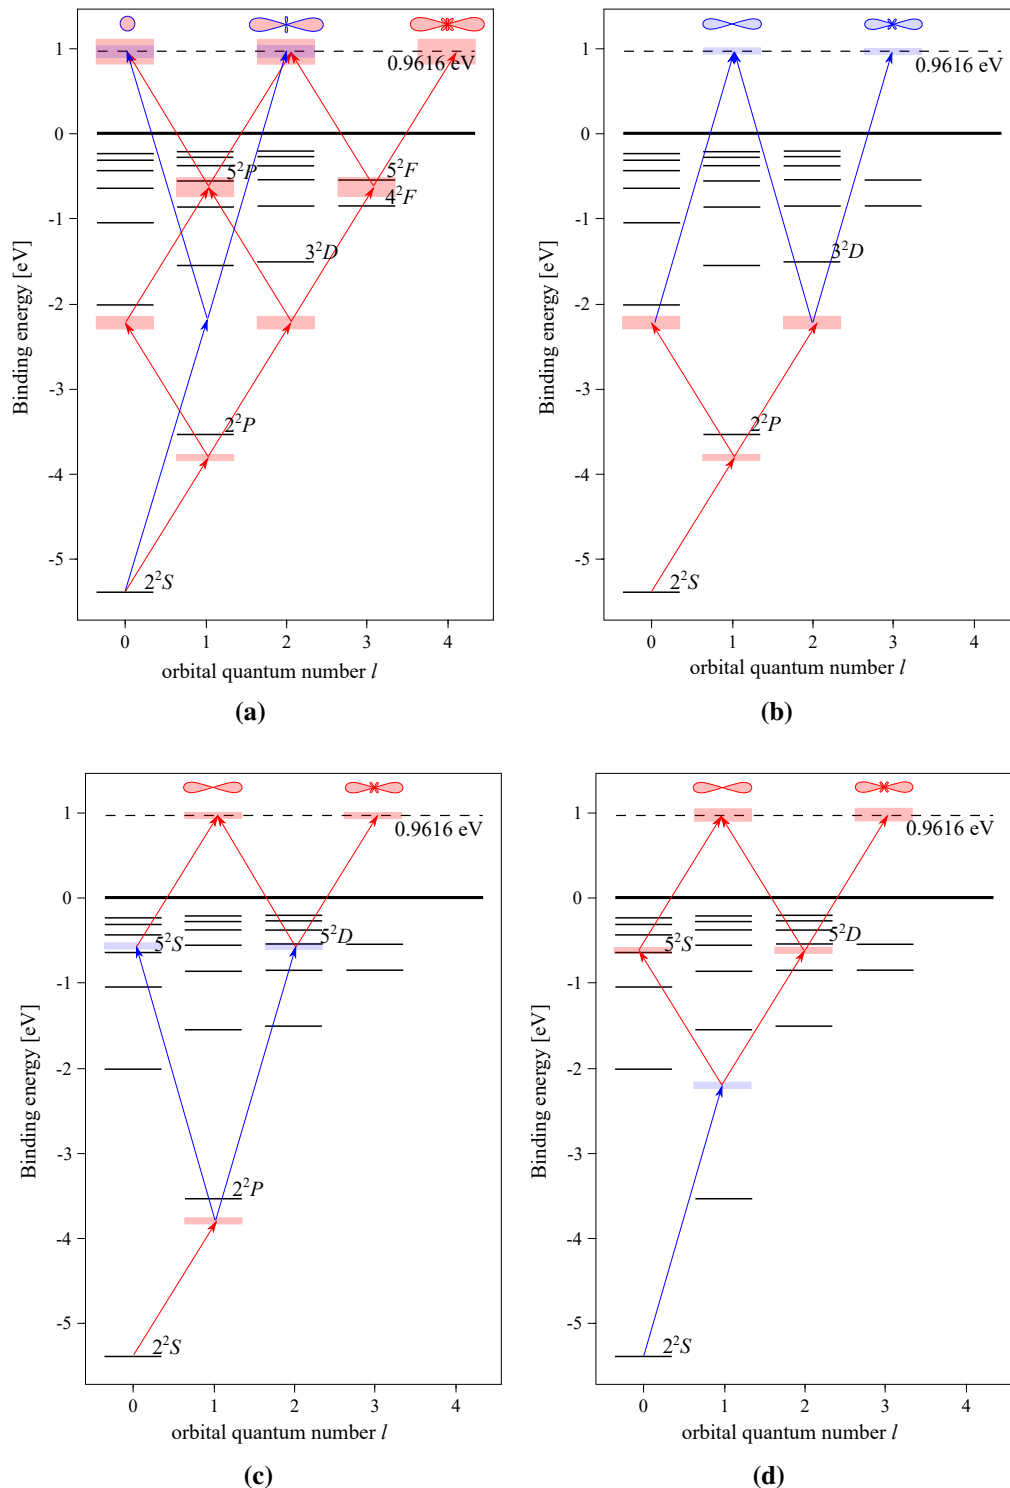 1
0.9616 eV
0
5²P
5²F
4²F
-1
3²D
-2
-3
2²P
-4
-5
2²S
Binding energy [eV]
0 1 2 3 4
orbital quantum number l
(a)
1
0.9616 eV
0
-1
3²D
-2
-3
2²P
-4
-5
2²S
Binding energy [eV]
0 1 2 3 4
orbital quantum number l
(b)
1
0.9616 eV
0
5²S
5²D
-1
-2
-3
2²P
-4
-5
2²S
Binding energy [eV]
0 1 2 3 4
orbital quantum number l
(c)
1
0.9616 eV
0
5²S
5²D
-1
-2
-3
-4
-5
2²S
Binding energy [eV]
0 1 2 3 4
orbital quantum number l
(d)